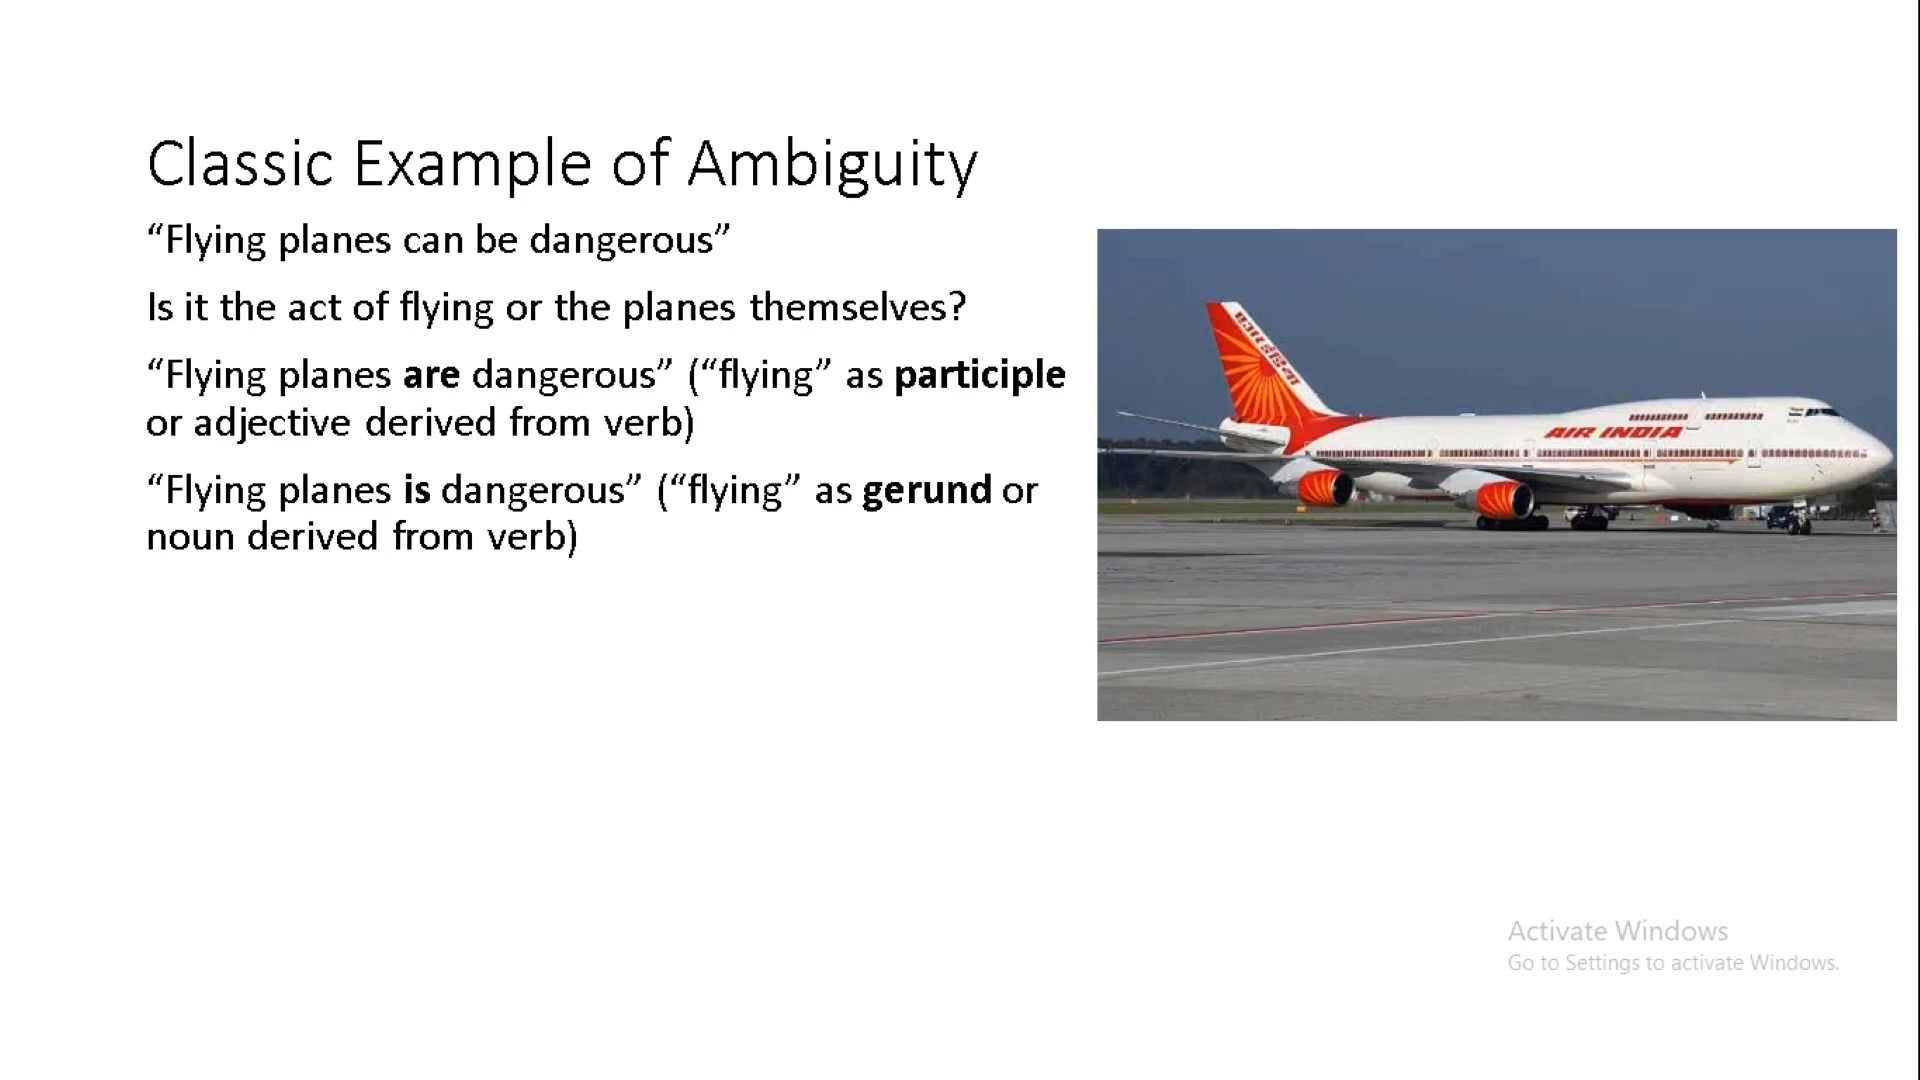 Classic Example of Ambiguity
“Flying planes can be dangerous”
Is it the act of flying or the planes themselves?
“Flying planes are dangerous” (“flying” as participle
or adjective derived from verb)
“Flying planes is dangerous” (“flying” as gerund or
noun derived from verb)
AIR INDIA
Activate Windows
Go to Settings to activate Windows.